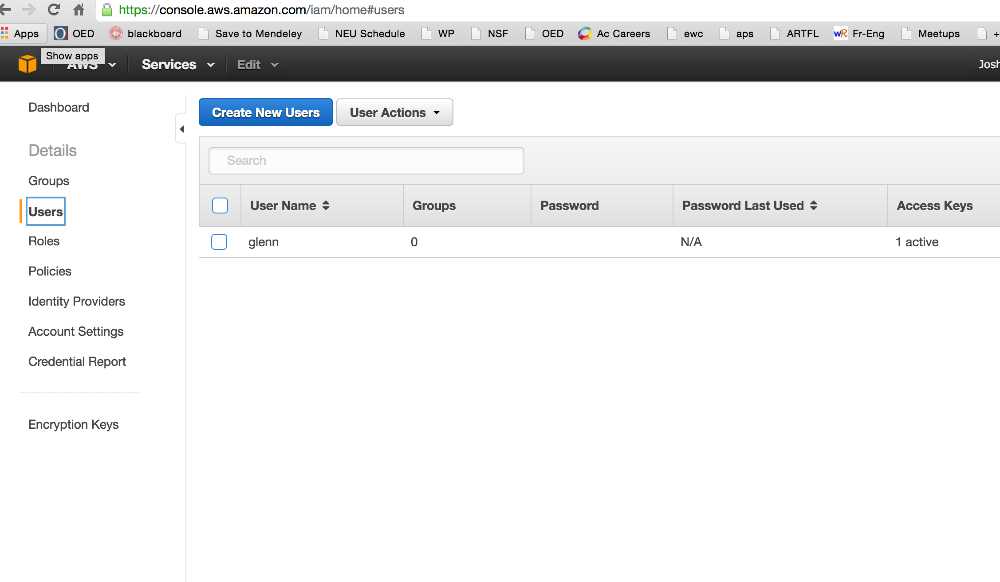 https://console.aws.amazon.com/iam/home#users
Apps OED blackboard Save to Mendeley NEU Schedule WP NSF OED Ac Careers ewc aps ARTFL wR Fr-Eng Meetups +
Show apps
AWS Services Edit Josh
Dashboard
Details
Groups
Users
Roles
Policies
Identity Providers
Account Settings
Credential Report
Encryption Keys
Create New Users User Actions
Search
User Name Groups Password Password Last Used Access Keys
glenn 0 N/A 1 active